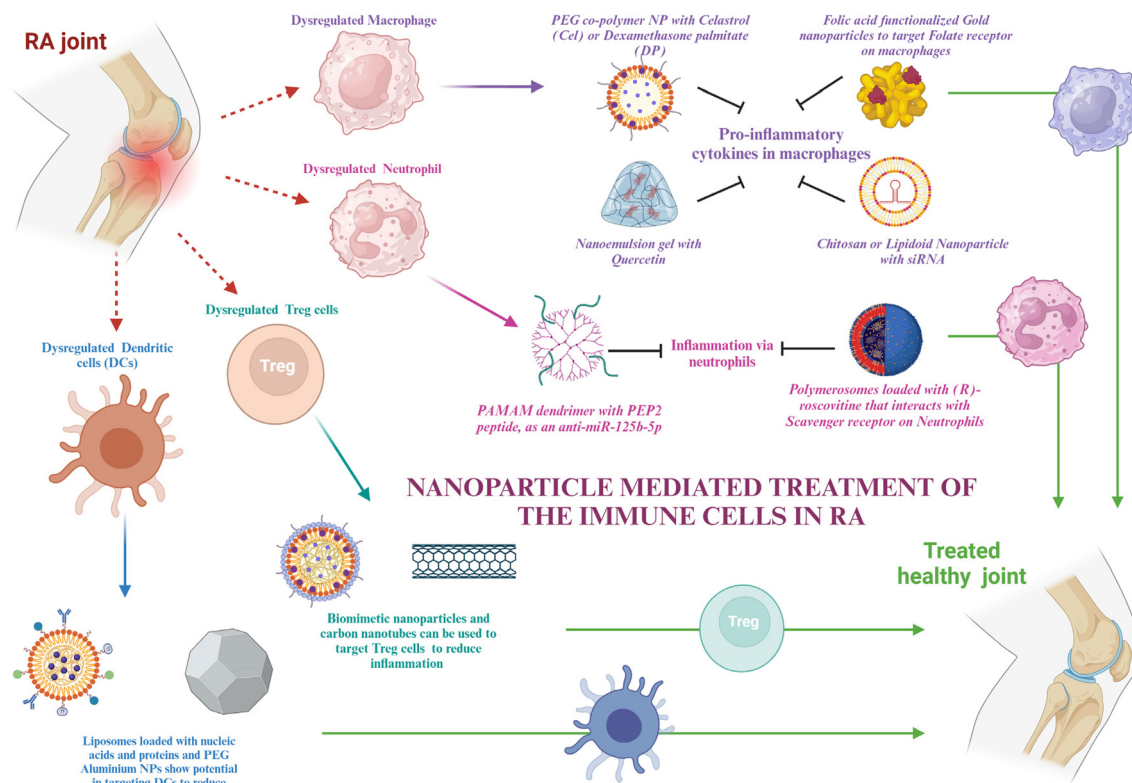 RA joint
Dysregulated Macrophage
PEG co-polymer NP with Celastrol
(Cel) or Dexamethasone palmitate
(DP)
Folic acid functionalized Gold
nanoparticles to target Folate receptor
on macrophages
Pro-inflammatory
cytokines in macrophages
Dysregulated Neutrophil
Nanoemulsion gel with
Quercetin
Chitosan or Lipidoid Nanoparticle
with siRNA
Dysregulated Treg cells
Treg
Dysregulated Dendritic
cells (DCs)
Inflammation via
neutrophils
PAMAM dendrimer with PEP2
peptide, as an anti-miR-125b-5p
Polymerosomes loaded with (R)-
roscovitine that interacts with
Scavenger receptor on Neutrophils
NANOPARTICLE MEDIATED TREATMENT OF
THE IMMUNE CELLS IN RA
Treated
healthy joint
Biomimetic nanoparticles and
carbon nanotubes can be used to
target Treg cells to reduce
inflammation
Treg
Liposomes loaded with nucleic
acids and proteins and PEG
Aluminium NPs show potential
in targeting DCs to reduce